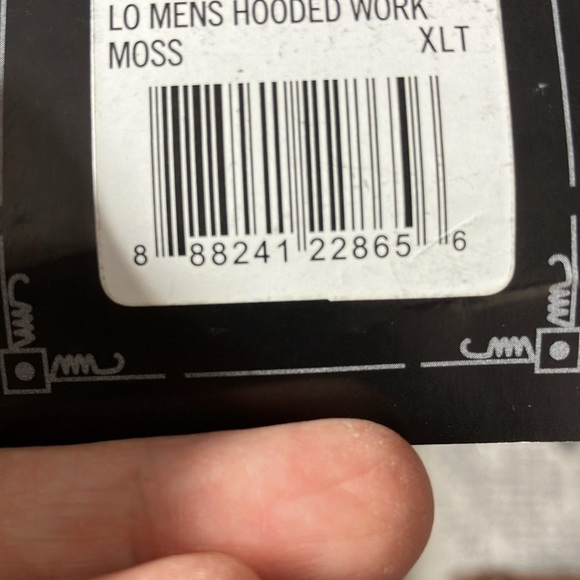 LO MENS HOODED WORK
MOSS XLT
8 88241 22865 6